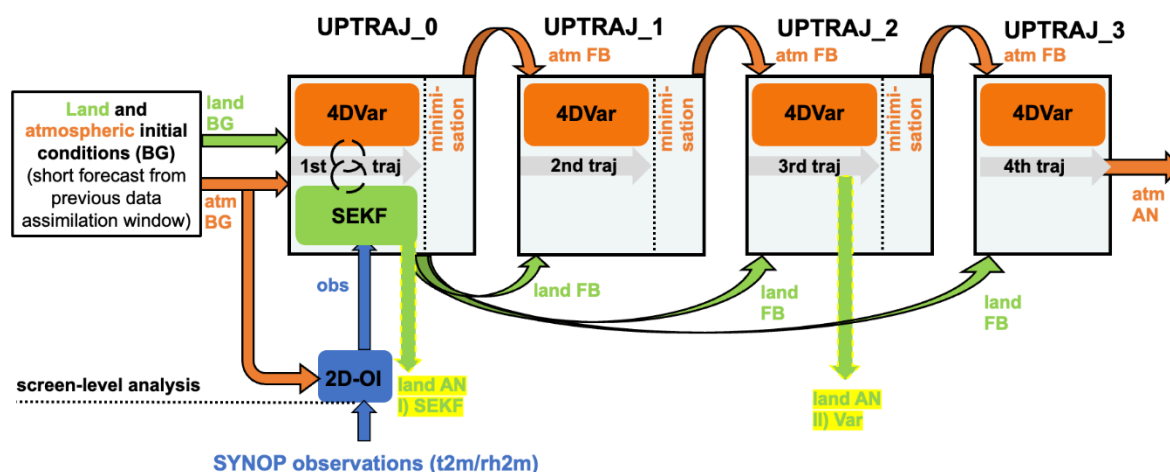 UPTRAJ_0
UPTRAJ_1
UPTRAJ_2
UPTRAJ_3
atm FB
atm FB
atm FB
Land and
atmospheric initial
conditions (BG)
(short forecast from
previous data
assimilation window)
land
BG
atm
BG
4DVar
1st traj
SEKF
minimi-
sation
4DVar
2nd traj
minimi-
sation
4DVar
3rd traj
minimi-
sation
4DVar
4th traj
atm
AN
obs
land FB
land
FB
land
FB
screen-level analysis
2D-OI
land AN
I) SEKF
land AN
II) Var
SYNOP observations (t2m/rh2m)